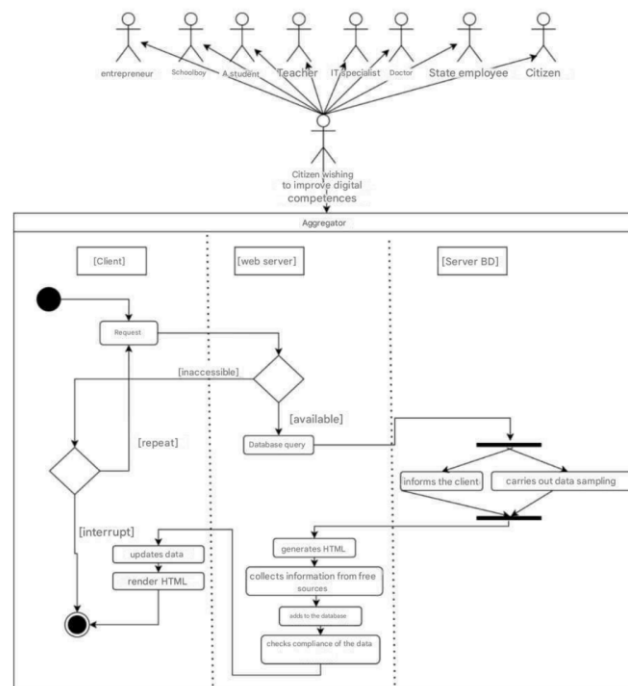 entrepreneur Schoolboy A student Teacher IT specialist Doctor State employee Citizen
Citizen wishing
to improve digital
competences
Aggregator
[Client] [web server] [Server BD]
Request
[inaccessible]
[available]
[repeat]
Database query
informs the client carries out data sampling
[interrupt]
generates HTML
updates data
render HTML
collects information from free
sources
adds to the database
checks compliance of the data